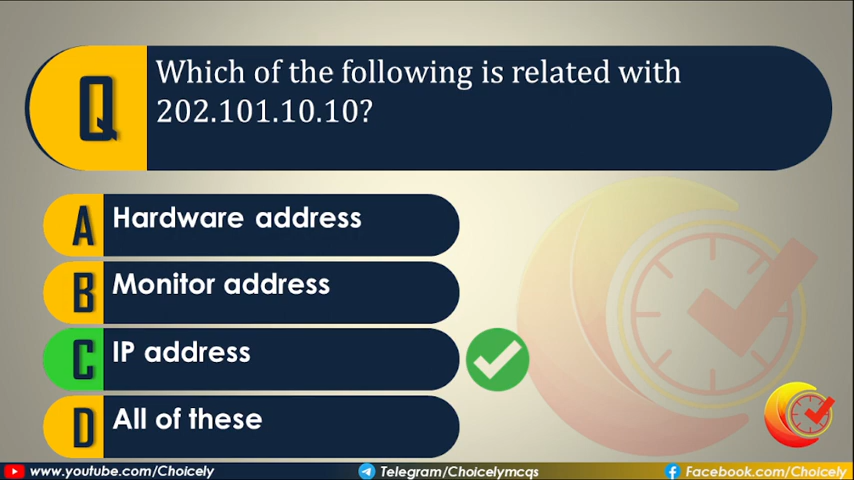 Q
Which of the following is related with
202.101.10.10?
A
Hardware address
B
Monitor address
C
IP address
D
All of these
www.youtube.com/Choicely
Telegram/Choicelymcqs
Facebook.com/Choicely